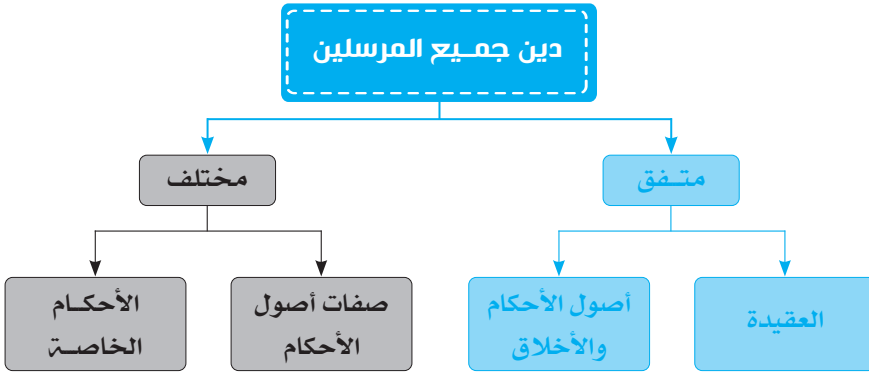 دين جميع المرسلين
متفق
مختلف
العقيدة
أصول الأحكام
والأخلاق
صفات أصول
الأحكام
الأحكام
الخاصة